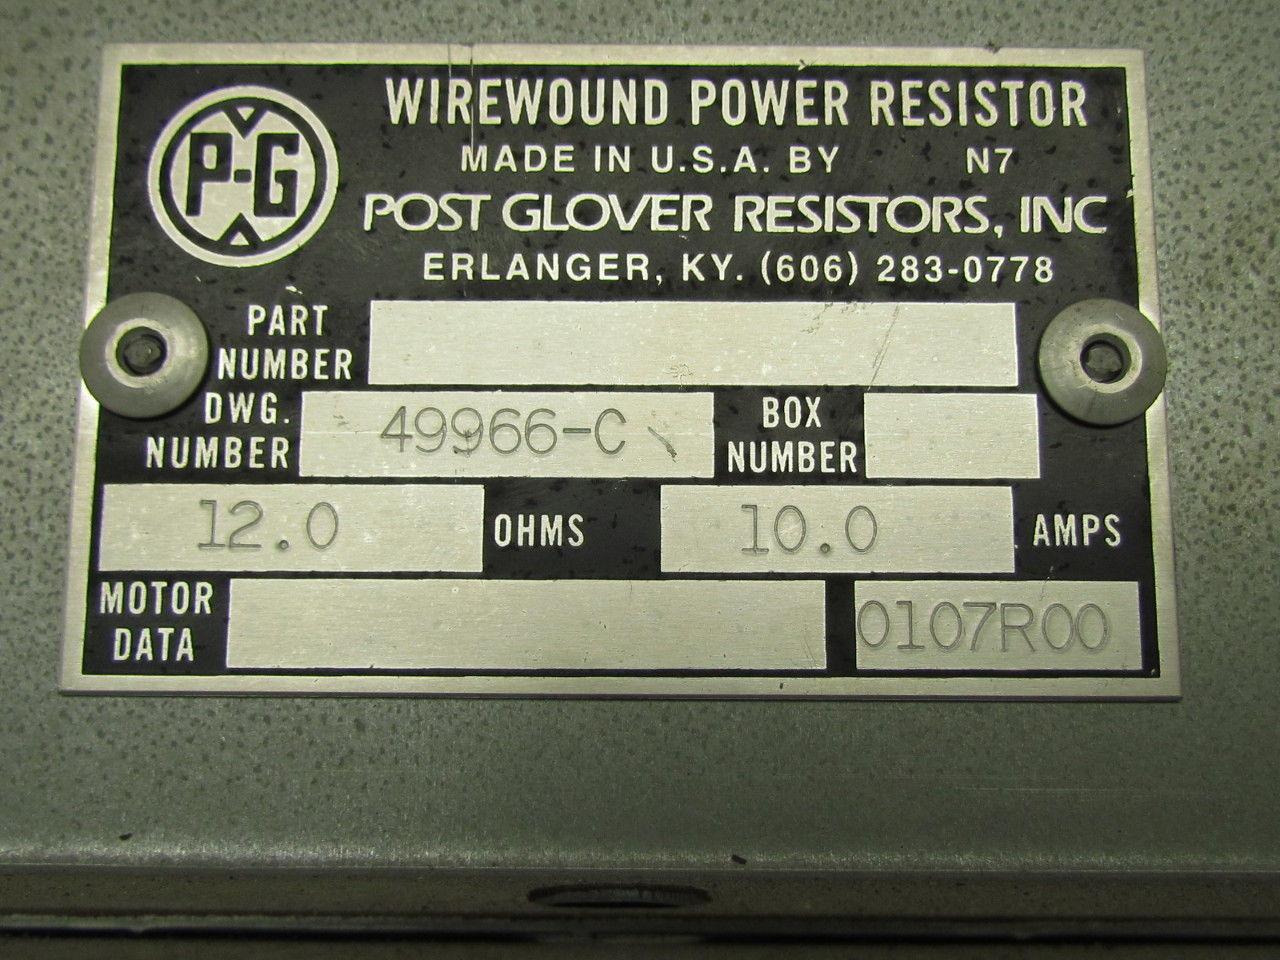 P-G
WIREWOUND POWER RESISTOR
MADE IN U.S.A. BY N7
POST GLOVER RESISTORS, INC
ERLANGER, KY. (606) 283-0778
PART NUMBER
DWG. NUMBER 49966-C BOX NUMBER
12.0 OHMS 10.0 AMPS
MOTOR DATA 0107R00